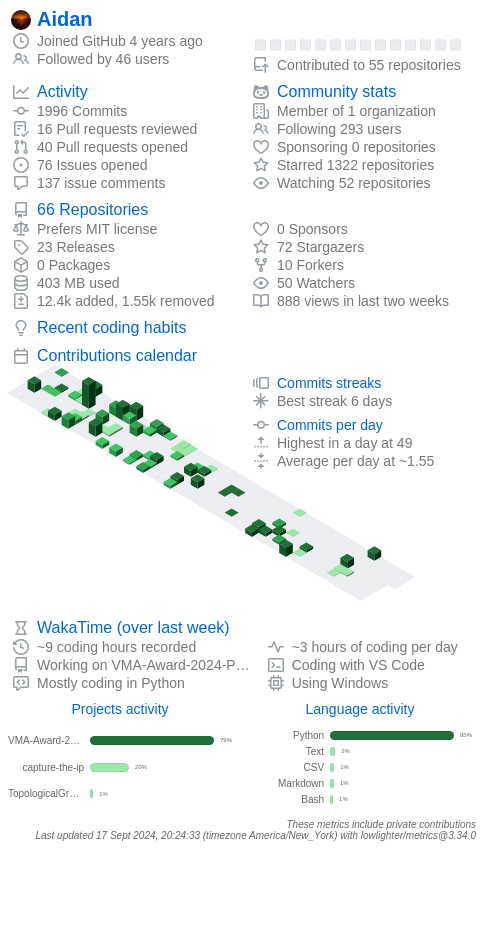 Aidan
Joined GitHub 4 years ago
Followed by 46 users
Contributed to 55 repositories
Activity
1996 Commits
16 Pull requests reviewed
40 Pull requests opened
76 Issues opened
137 issue comments
Community stats
Member of 1 organization
Following 293 users
Sponsoring 0 repositories
Starred 1322 repositories
Watching 52 repositories
66 Repositories
Prefers MIT license
23 Releases
0 Packages
403 MB used
12.4k added, 1.55k removed
0 Sponsors
72 Stargazers
10 Forkers
50 Watchers
888 views in last two weeks
Recent coding habits
Contributions calendar
Commits streaks
Best streak 6 days
Commits per day
Highest in a day at 49
Average per day at ~1.55
WakaTime (over last week)
~9 coding hours recorded
Working on VMA-Award-2024-P…
Mostly coding in Python
~3 hours of coding per day
Coding with VS Code
Using Windows
Projects activity
VMA-Award-2… 79%
capture-the-ip 20%
TopologicalGr… 1%
Language activity
Python 95%
Text 2%
CSV 1%
Markdown 1%
Bash 1%
These metrics include private contributions
Last updated 17 Sept 2024, 20:24:33 (timezone America/New_York) with lowlighter/metrics@3.34.0